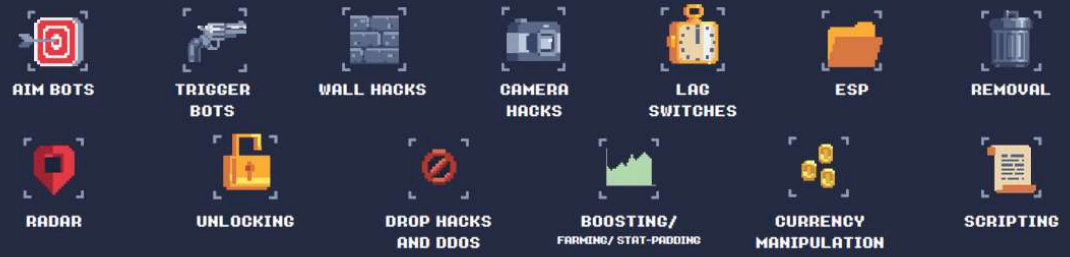 AIM BOTS
TRIGGER
BOTS
WALL HACKS
CAMERA
HACKS
LAG
SWITCHES
ESP
REMOVAL
RADAR
UNLOCKING
DROP HACKS
AND DDOS
BOOSTING/
FARMING/ STAT-PADDING
CURRENCY
MANIPULATION
SCRIPTING